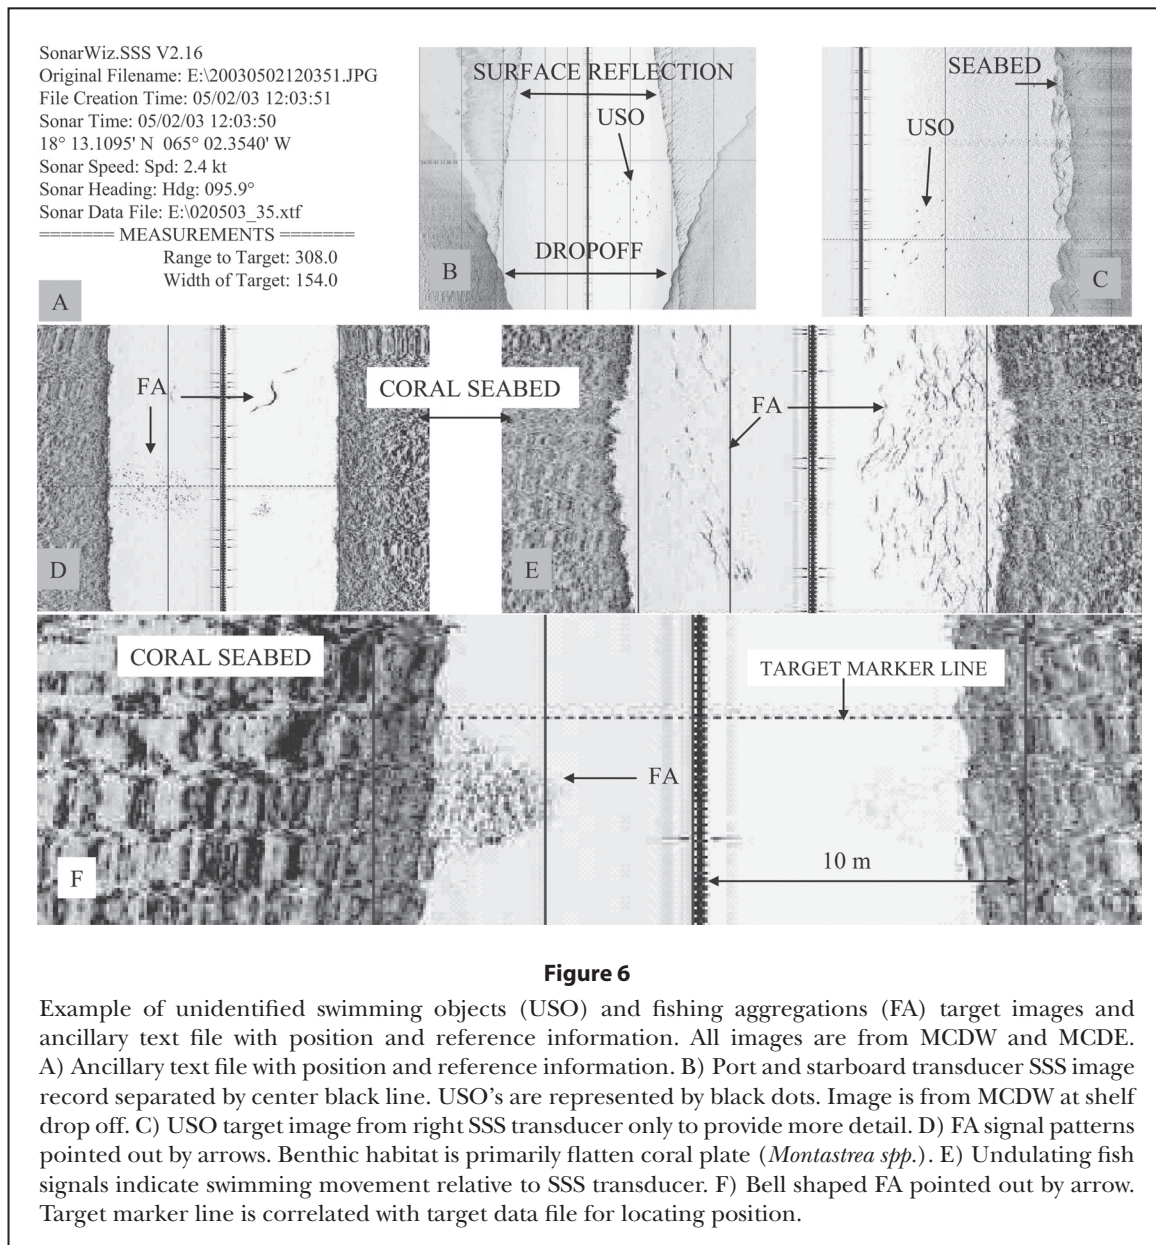 SonarWiz.SSS V2.16
Original Filename: E:\20030502120351.JPG
File Creation Time: 05/02/03 12:03:51
Sonar Time: 05/02/03 12:03:50
18° 13.1095' N  065° 02.3540' W
Sonar Speed: Spd: 2.4 kt
Sonar Heading: Hdg: 095.9°
Sonar Data File: E:\020503_35.xtf
======= MEASUREMENTS =======
Range to Target: 308.0
Width of Target: 154.0
A
SURFACE REFLECTION
USO
DROPOFF
B
SEABED
USO
C
FA
D
CORAL SEABED
FA
E
CORAL SEABED
TARGET MARKER LINE
FA
10 m
F
Figure 6
Example of unidentified swimming objects (USO) and fishing aggregations (FA) target images and
ancillary text file with position and reference information. All images are from MCDW and MCDE.
A) Ancillary text file with position and reference information. B) Port and starboard transducer SSS image
record separated by center black line. USO's are represented by black dots. Image is from MCDW at shelf
drop off. C) USO target image from right SSS transducer only to provide more detail. D) FA signal patterns
pointed out by arrows. Benthic habitat is primarily flatten coral plate (Montastrea spp.). E) Undulating fish
signals indicate swimming movement relative to SSS transducer. F) Bell shaped FA pointed out by arrow.
Target marker line is correlated with target data file for locating position.